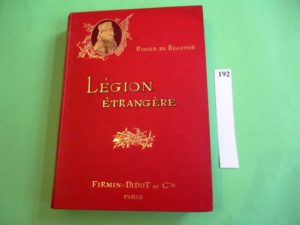 ROGER DE BEAUVOIR
LÉGION
ÉTRANGÈRE
FIRMIN-DIDOT ET CIE
PARIS
192